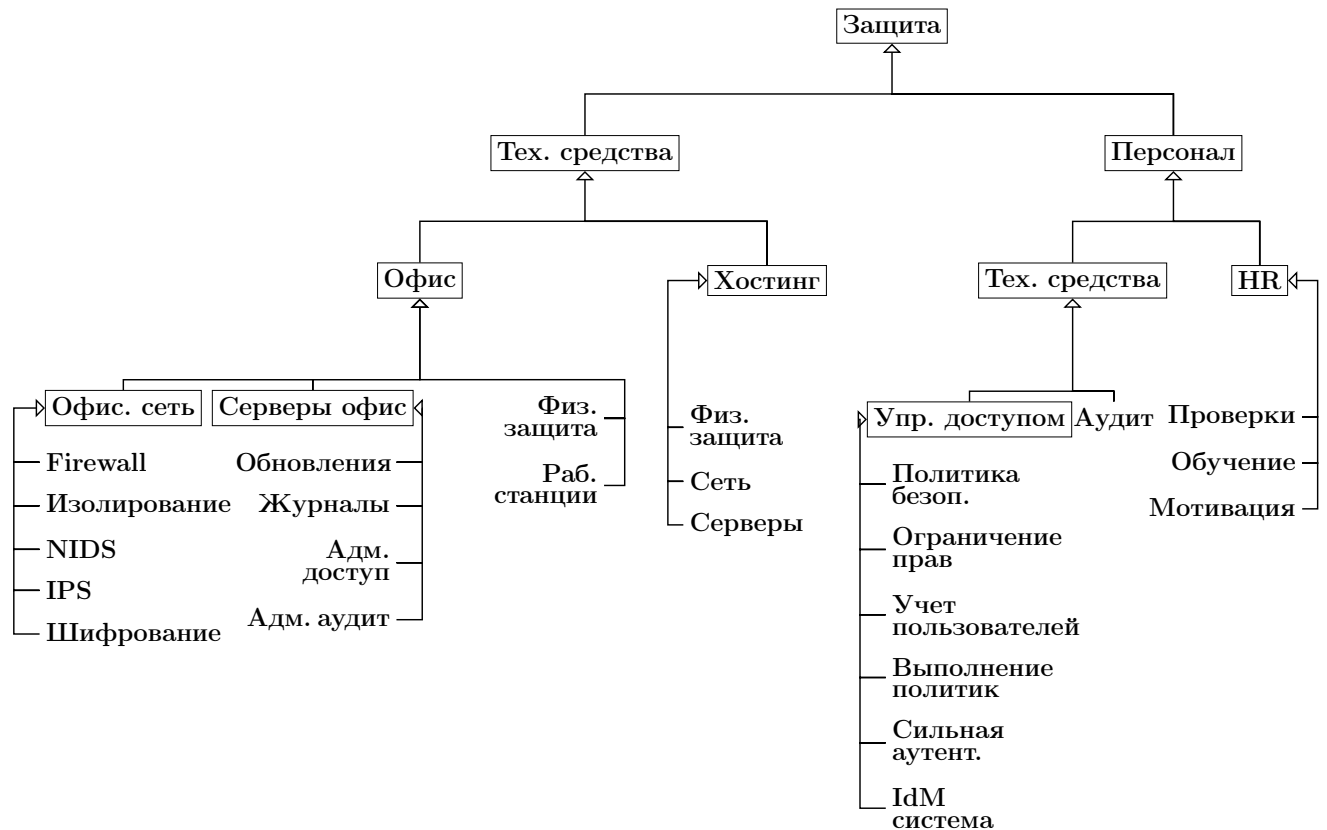 Защита
Тех. средства
Персонал
Офис
Хостинг
Тех. средства
HR
Офис. сеть
Firewall
Изолирование
NIDS
IPS
Шифрование
Серверы офис
Обновления
Журналы
Адм.
доступ
Адм. аудит
Физ.
защита
Раб.
станции
Физ.
защита
Сеть
Серверы
Упр. доступом
Аудит
Политика
безоп.
Ограничение
прав
Учет
пользователей
Выполнение
политик
Сильная
аутент.
IdM
система
Проверки
Обучение
Мотивация